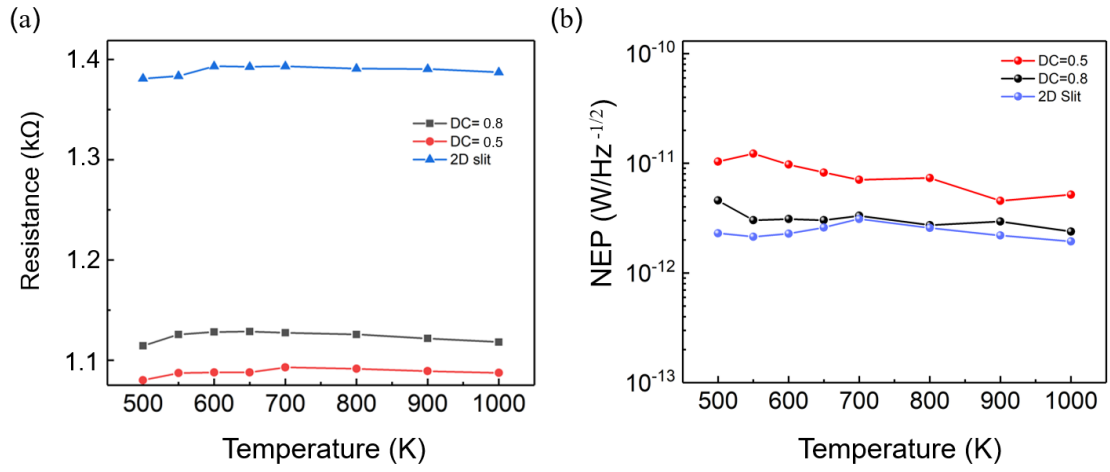 (a)
1.4
1.3
1.2
1.1
Resistance (kΩ)
DC= 0.8
DC= 0.5
2D slit
500 600 700 800 900 1000
Temperature (K)
(b)
10-10
10-11
10-12
10-13
NEP (W/Hz -1/2)
DC=0.5
DC=0.8
2D Slit
500 600 700 800 900 1000
Temperature (K)